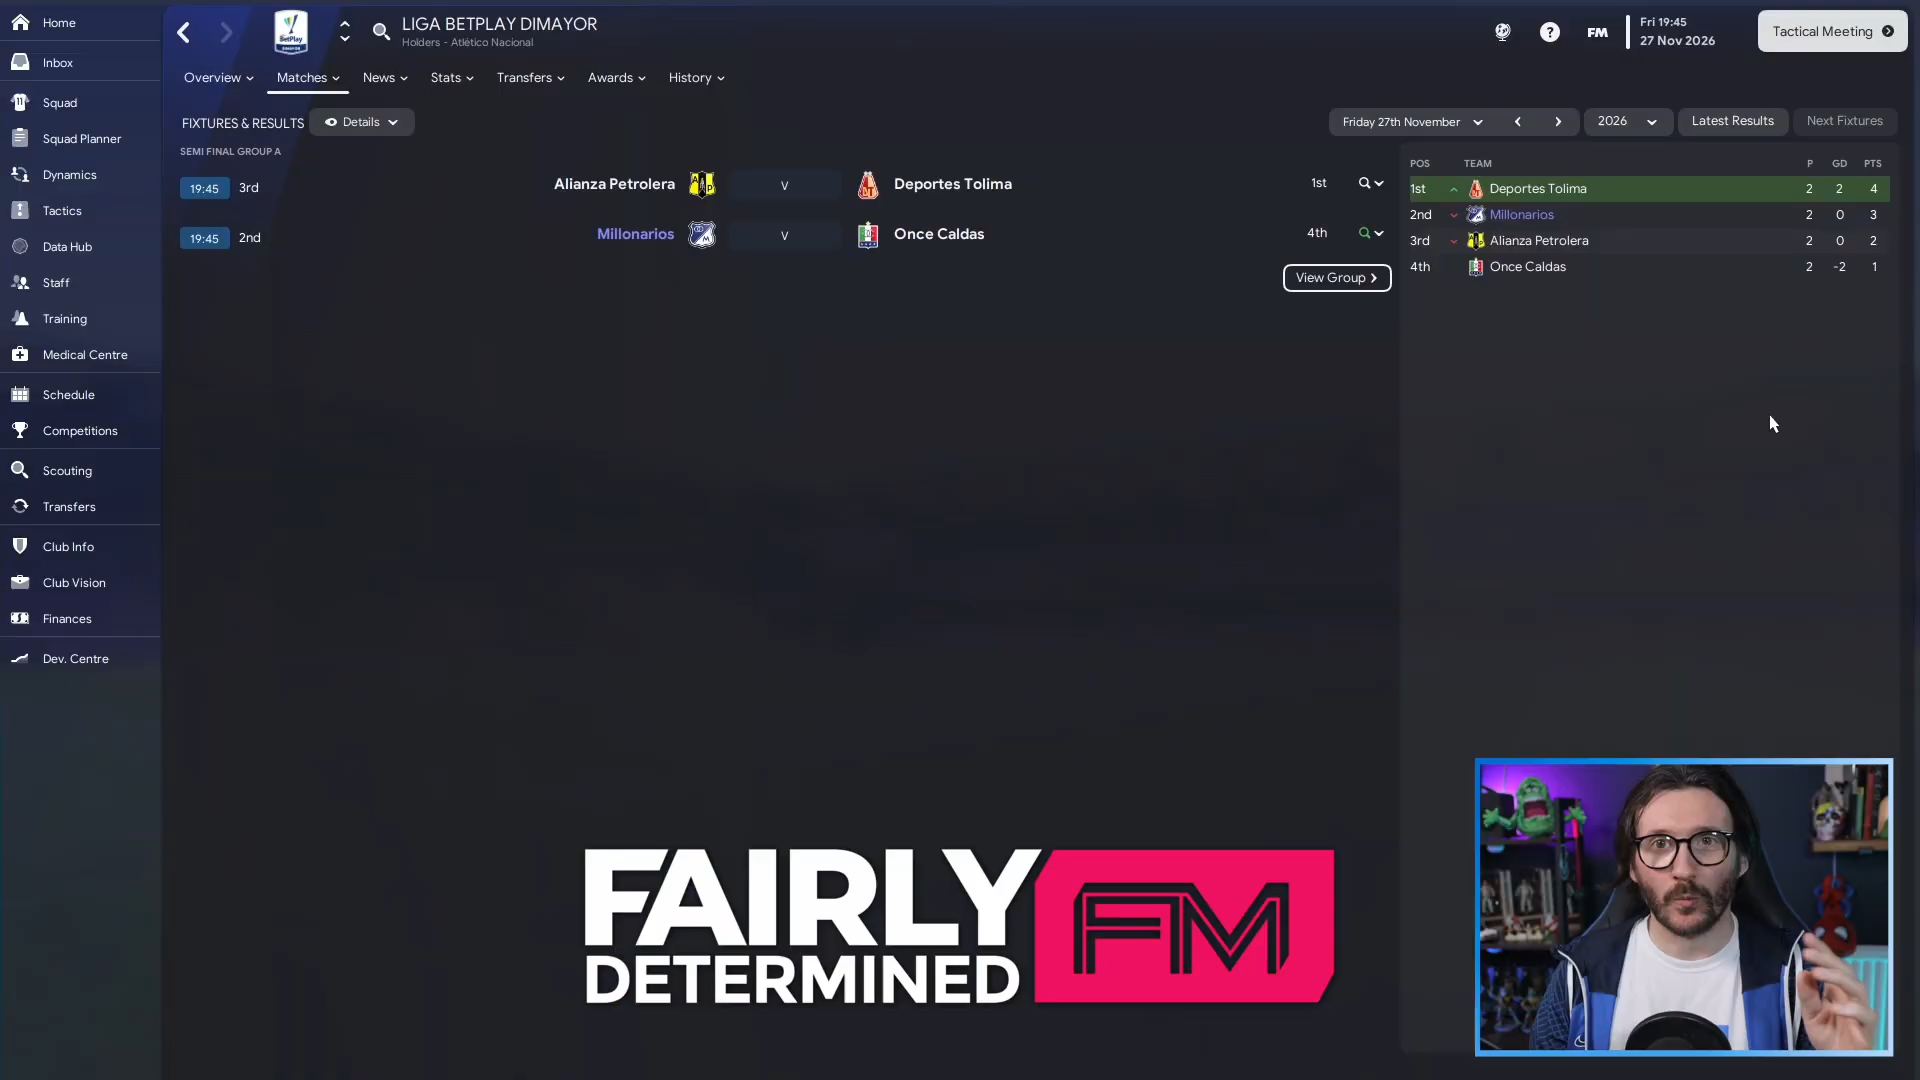 Home
Inbox
Squad
Squad Planner
Dynamics
Tactics
Data Hub
Staff
Training
Medical Centre
Schedule
Competitions
Scouting
Transfers
Club Info
Club Vision
Finances
Dev. Centre
LIGA BETPLAY DIMAYOR
Holders - Atlético Nacional
FM
Fri 19:45
27 Nov 2026
Tactical Meeting
Overview Matches News Stats Transfers Awards History
FIXTURES & RESULTS Details
Friday 27th November 2026 Latest Results Next Fixtures
SEMI FINAL GROUP A
19:45 3rd Alianza Petrolera v Deportes Tolima 1st
19:45 2nd Millonarios v Once Caldas 4th
View Group
POS TEAM P GD PTS
1st Deportes Tolima 2 2 4
2nd Millonarios 2 0 3
3rd Alianza Petrolera 2 0 2
4th Once Caldas 2 -2 1
FAIRLY
DETERMINED
FM